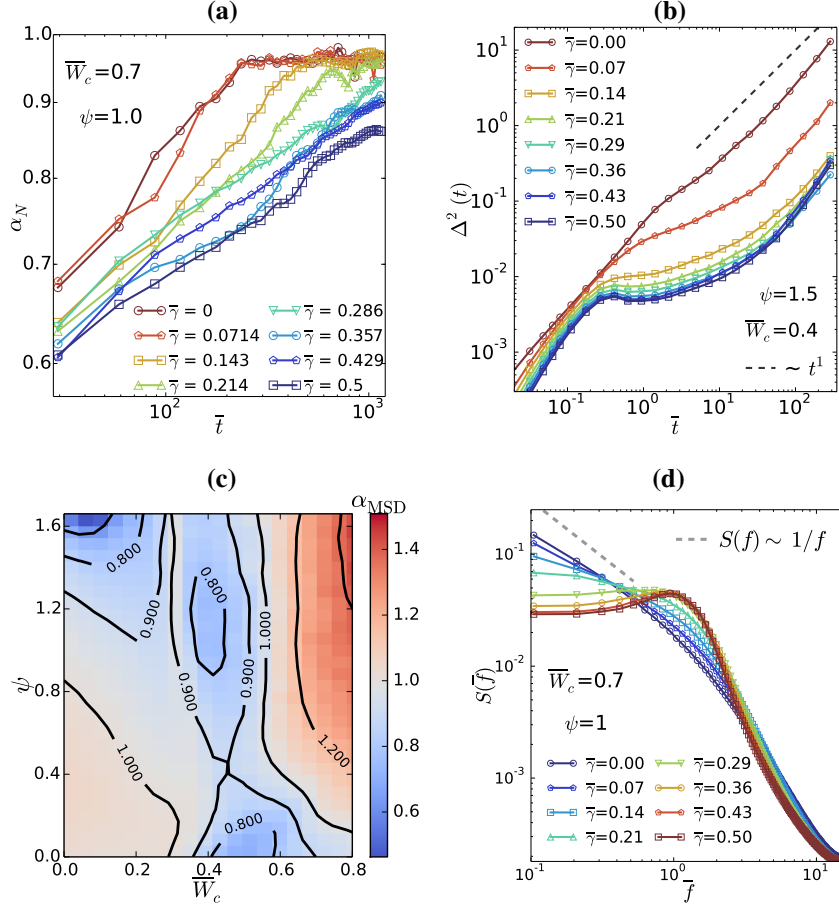 (a)
1.0
0.9
0.8
0.7
0.6
α_N
W̅_c=0.7
ψ=1.0
γ̅ = 0
γ̅ = 0.0714
γ̅ = 0.143
γ̅ = 0.214
γ̅ = 0.286
γ̅ = 0.357
γ̅ = 0.429
γ̅ = 0.5
10²
10³
t̅
(b)
10¹
10⁰
10⁻¹
10⁻²
10⁻³
Δ² (t)
γ̅=0.00
γ̅=0.07
γ̅=0.14
γ̅=0.21
γ̅=0.29
γ̅=0.36
γ̅=0.43
γ̅=0.50
ψ=1.5
W̅_c=0.4
~ t¹
10⁻¹
10⁰
10¹
10²
t̅
(c)
α_MSD
1.6
1.2
0.8
0.4
0.0
ψ
0.800
0.900
1.000
0.800
0.900
0.900
1.000
1.200
0.800
0.0
0.2
0.4
0.6
0.8
W̅_c
1.4
1.2
1.0
0.8
0.6
(d)
10⁻¹
10⁻²
10⁻³
S(f̅)
S(f) ~ 1/f
W̅_c=0.7
ψ=1
γ̅=0.00
γ̅=0.07
γ̅=0.14
γ̅=0.21
γ̅=0.29
γ̅=0.36
γ̅=0.43
γ̅=0.50
10⁻¹
10⁰
10¹
f̅